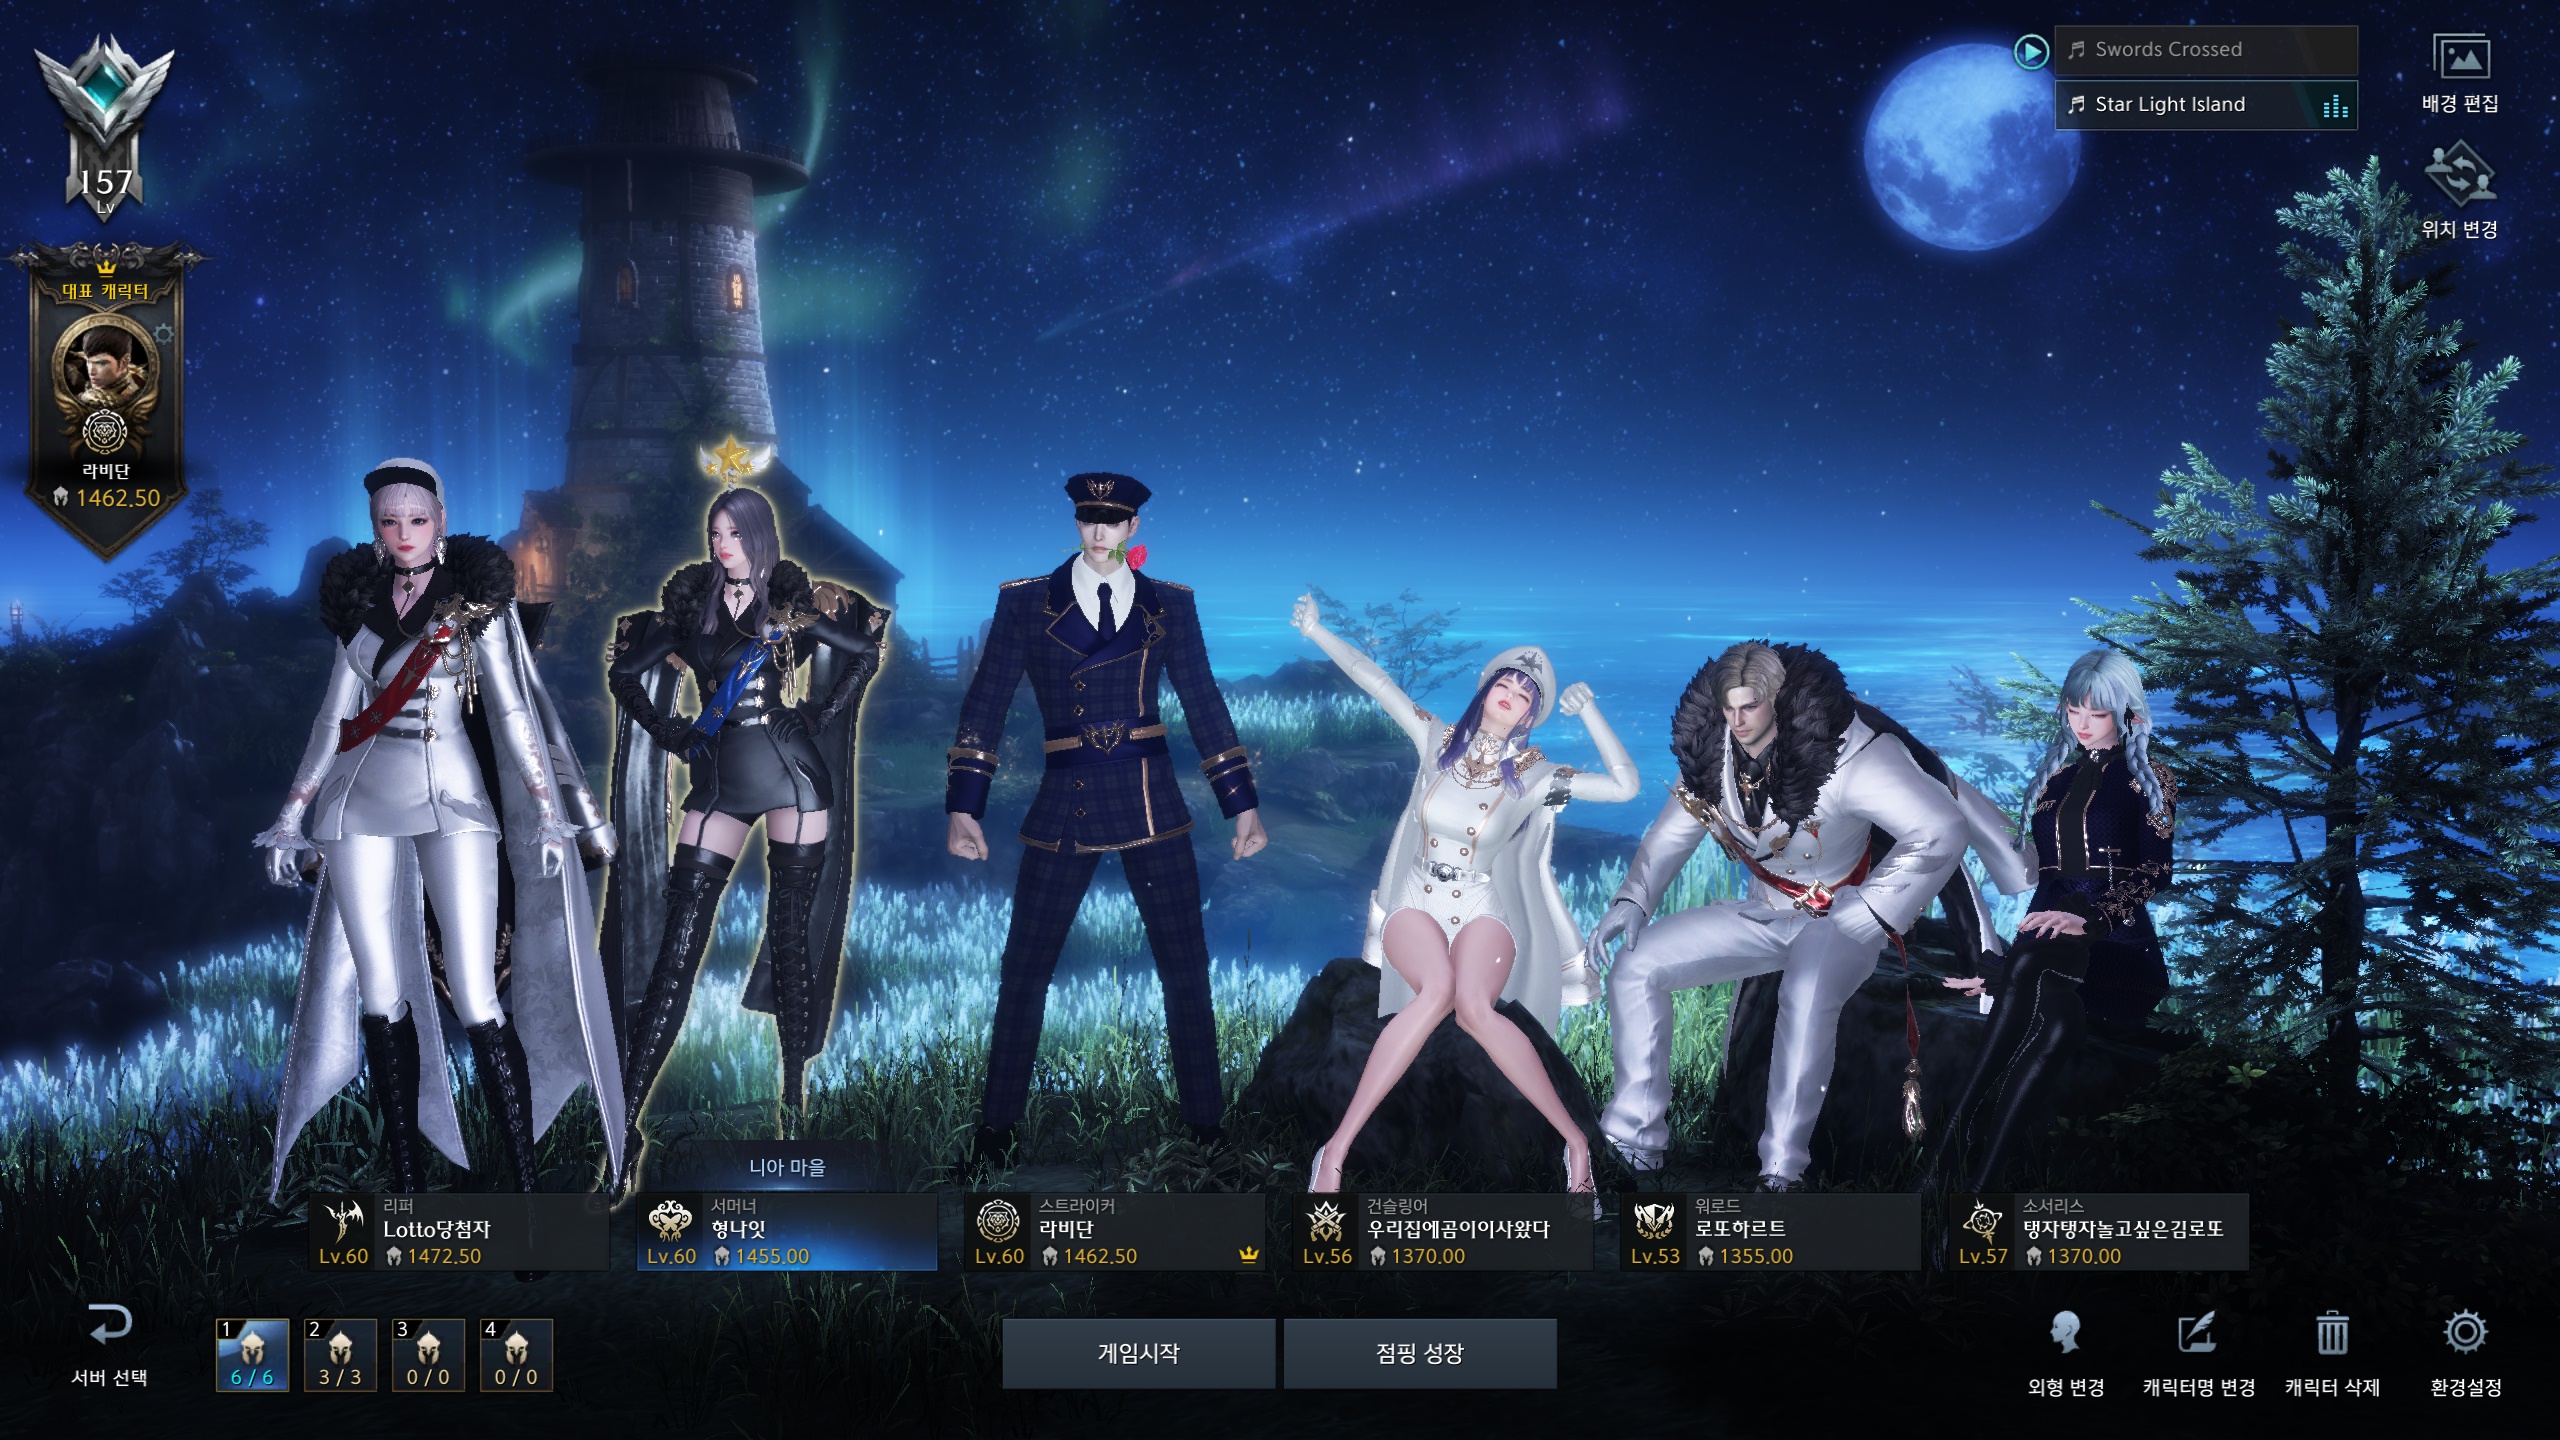 157
Lv
대표 캐릭터
라비단
1462.50
Swords Crossed
Star Light Island
배경 편집
위치 변경
니아 마을
리퍼
Lotto당첨자
Lv.60 1472.50
서머너
형나잇
Lv.60 1455.00
스트라이커
라비단
Lv.60 1462.50
건슬링어
우리집에곰이이사왔다
Lv.56 1370.00
워로드
로또하르트
Lv.53 1355.00
소서리스
탱자탱자놀고싶은김로또
Lv.57 1370.00
서버 선택
1
6 / 6
2
3 / 3
3
0 / 0
4
0 / 0
게임시작
점핑 성장
외형 변경
캐릭터명 변경
캐릭터 삭제
환경설정